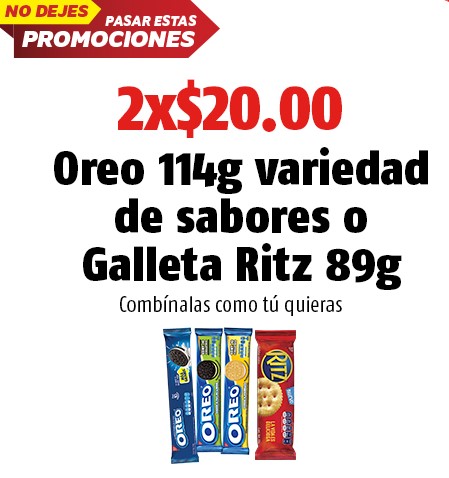 NO DEJES
PASAR ESTAS
PROMOCIONES
2x$20.00
Oreo 114g variedad
de sabores o
Galleta Ritz 89g
Combínalas como tú quieras
OREO
OREO
OREO
RITZ